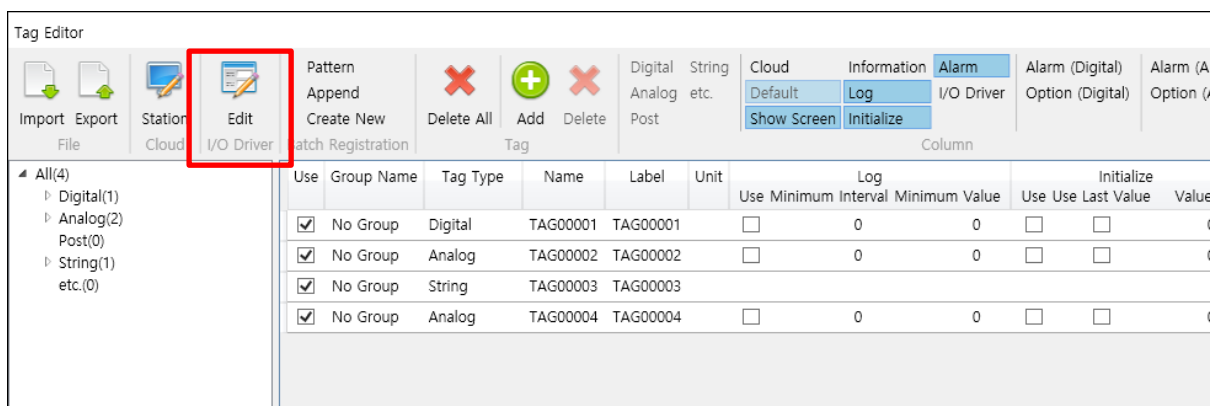 Tag Editor
Import Export Station Edit Pattern Append Create New Delete All Add Delete Digital String Analog etc. Post Cloud Information Alarm Default Log I/O Driver Show Screen Initialize Alarm (Digital) Option (Digital) Alarm (A Option (
File Cloud I/O Driver Batch Registration Tag Column
All(4)
Digital(1)
Analog(2)
Post(0)
String(1)
etc.(0)
Use Group Name Tag Type Name Label Unit Log Initialize
Use Minimum Interval Minimum Value Use Use Last Value Value
No Group Digital TAG00001 TAG00001 0 0
No Group Analog TAG00002 TAG00002 0 0
No Group String TAG00003 TAG00003
No Group Analog TAG00004 TAG00004 0 0